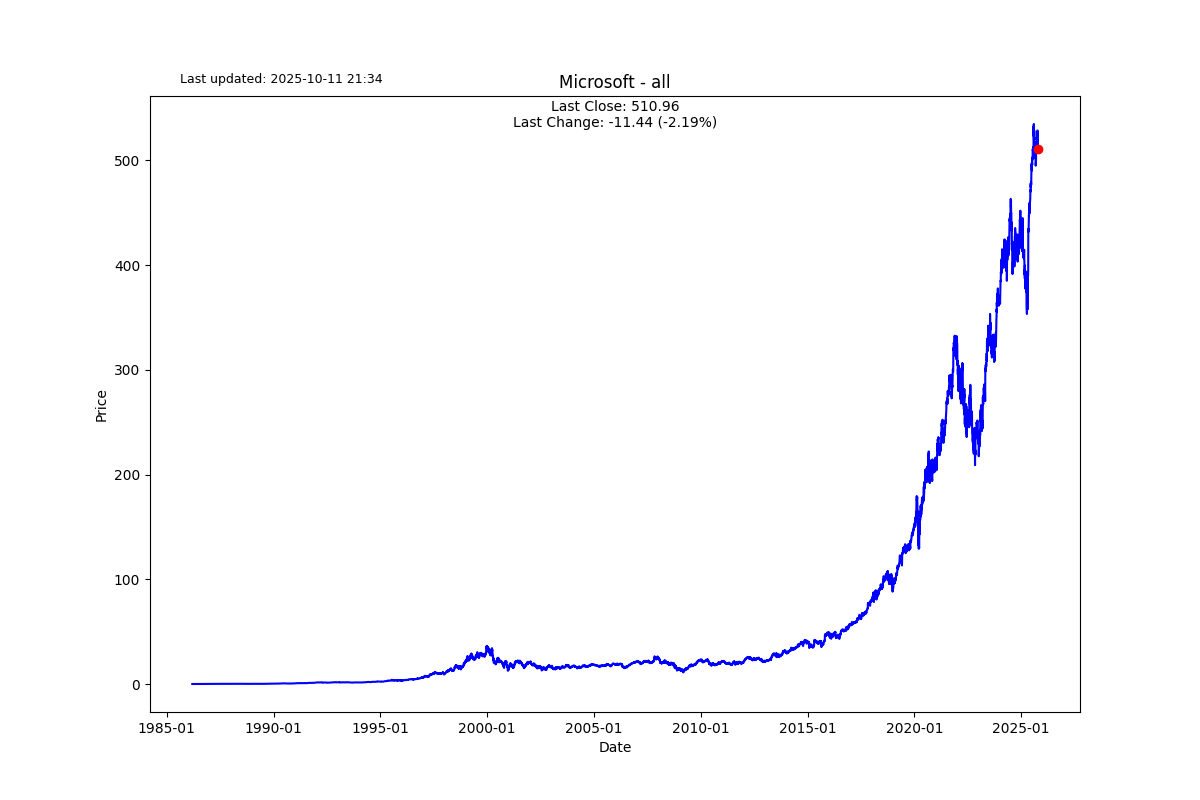 Last updated: 2025-10-11 21:34
Microsoft - all
Last Close: 510.96
Last Change: -11.44 (-2.19%)
500
400
300
200
100
0
Price
1985-01 1990-01 1995-01 2000-01 2005-01 2010-01 2015-01 2020-01 2025-01
Date